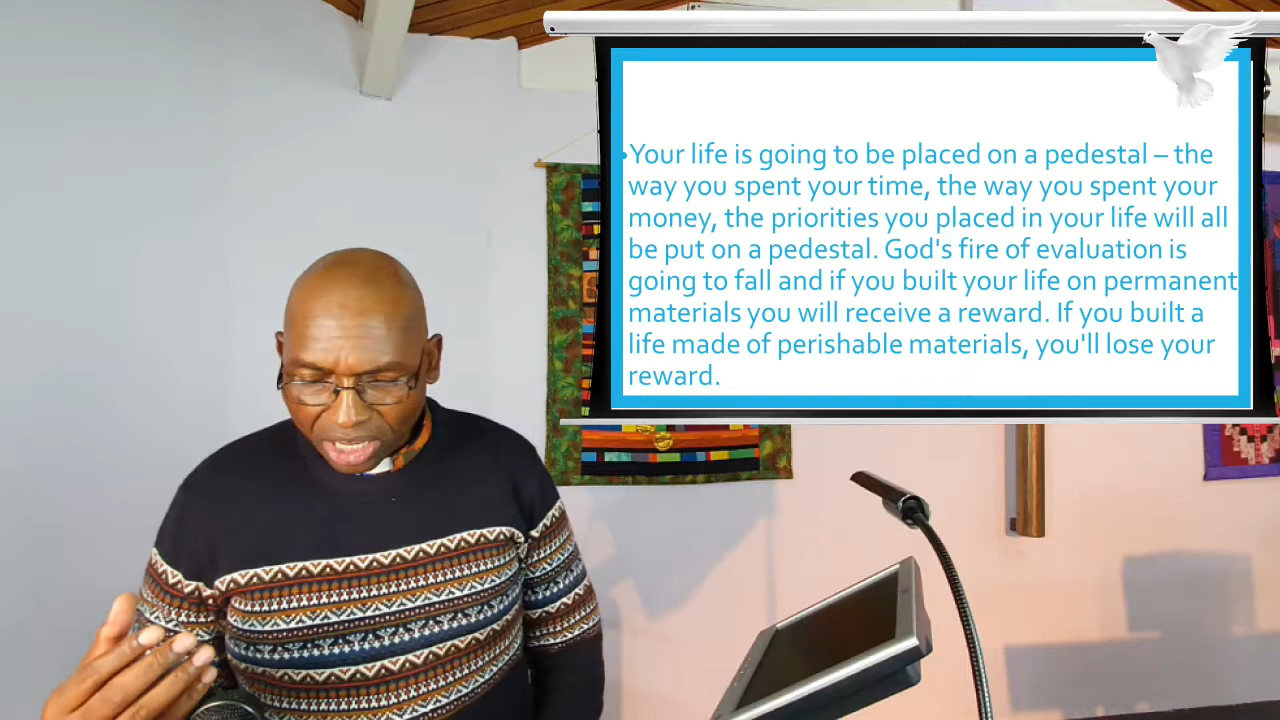 •Your life is going to be placed on a pedestal – the
way you spent your time, the way you spent your
money, the priorities you placed in your life will all
be put on a pedestal. God's fire of evaluation is
going to fall and if you built your life on permanent
materials you will receive a reward. If you built a
life made of perishable materials, you'll lose your
reward.